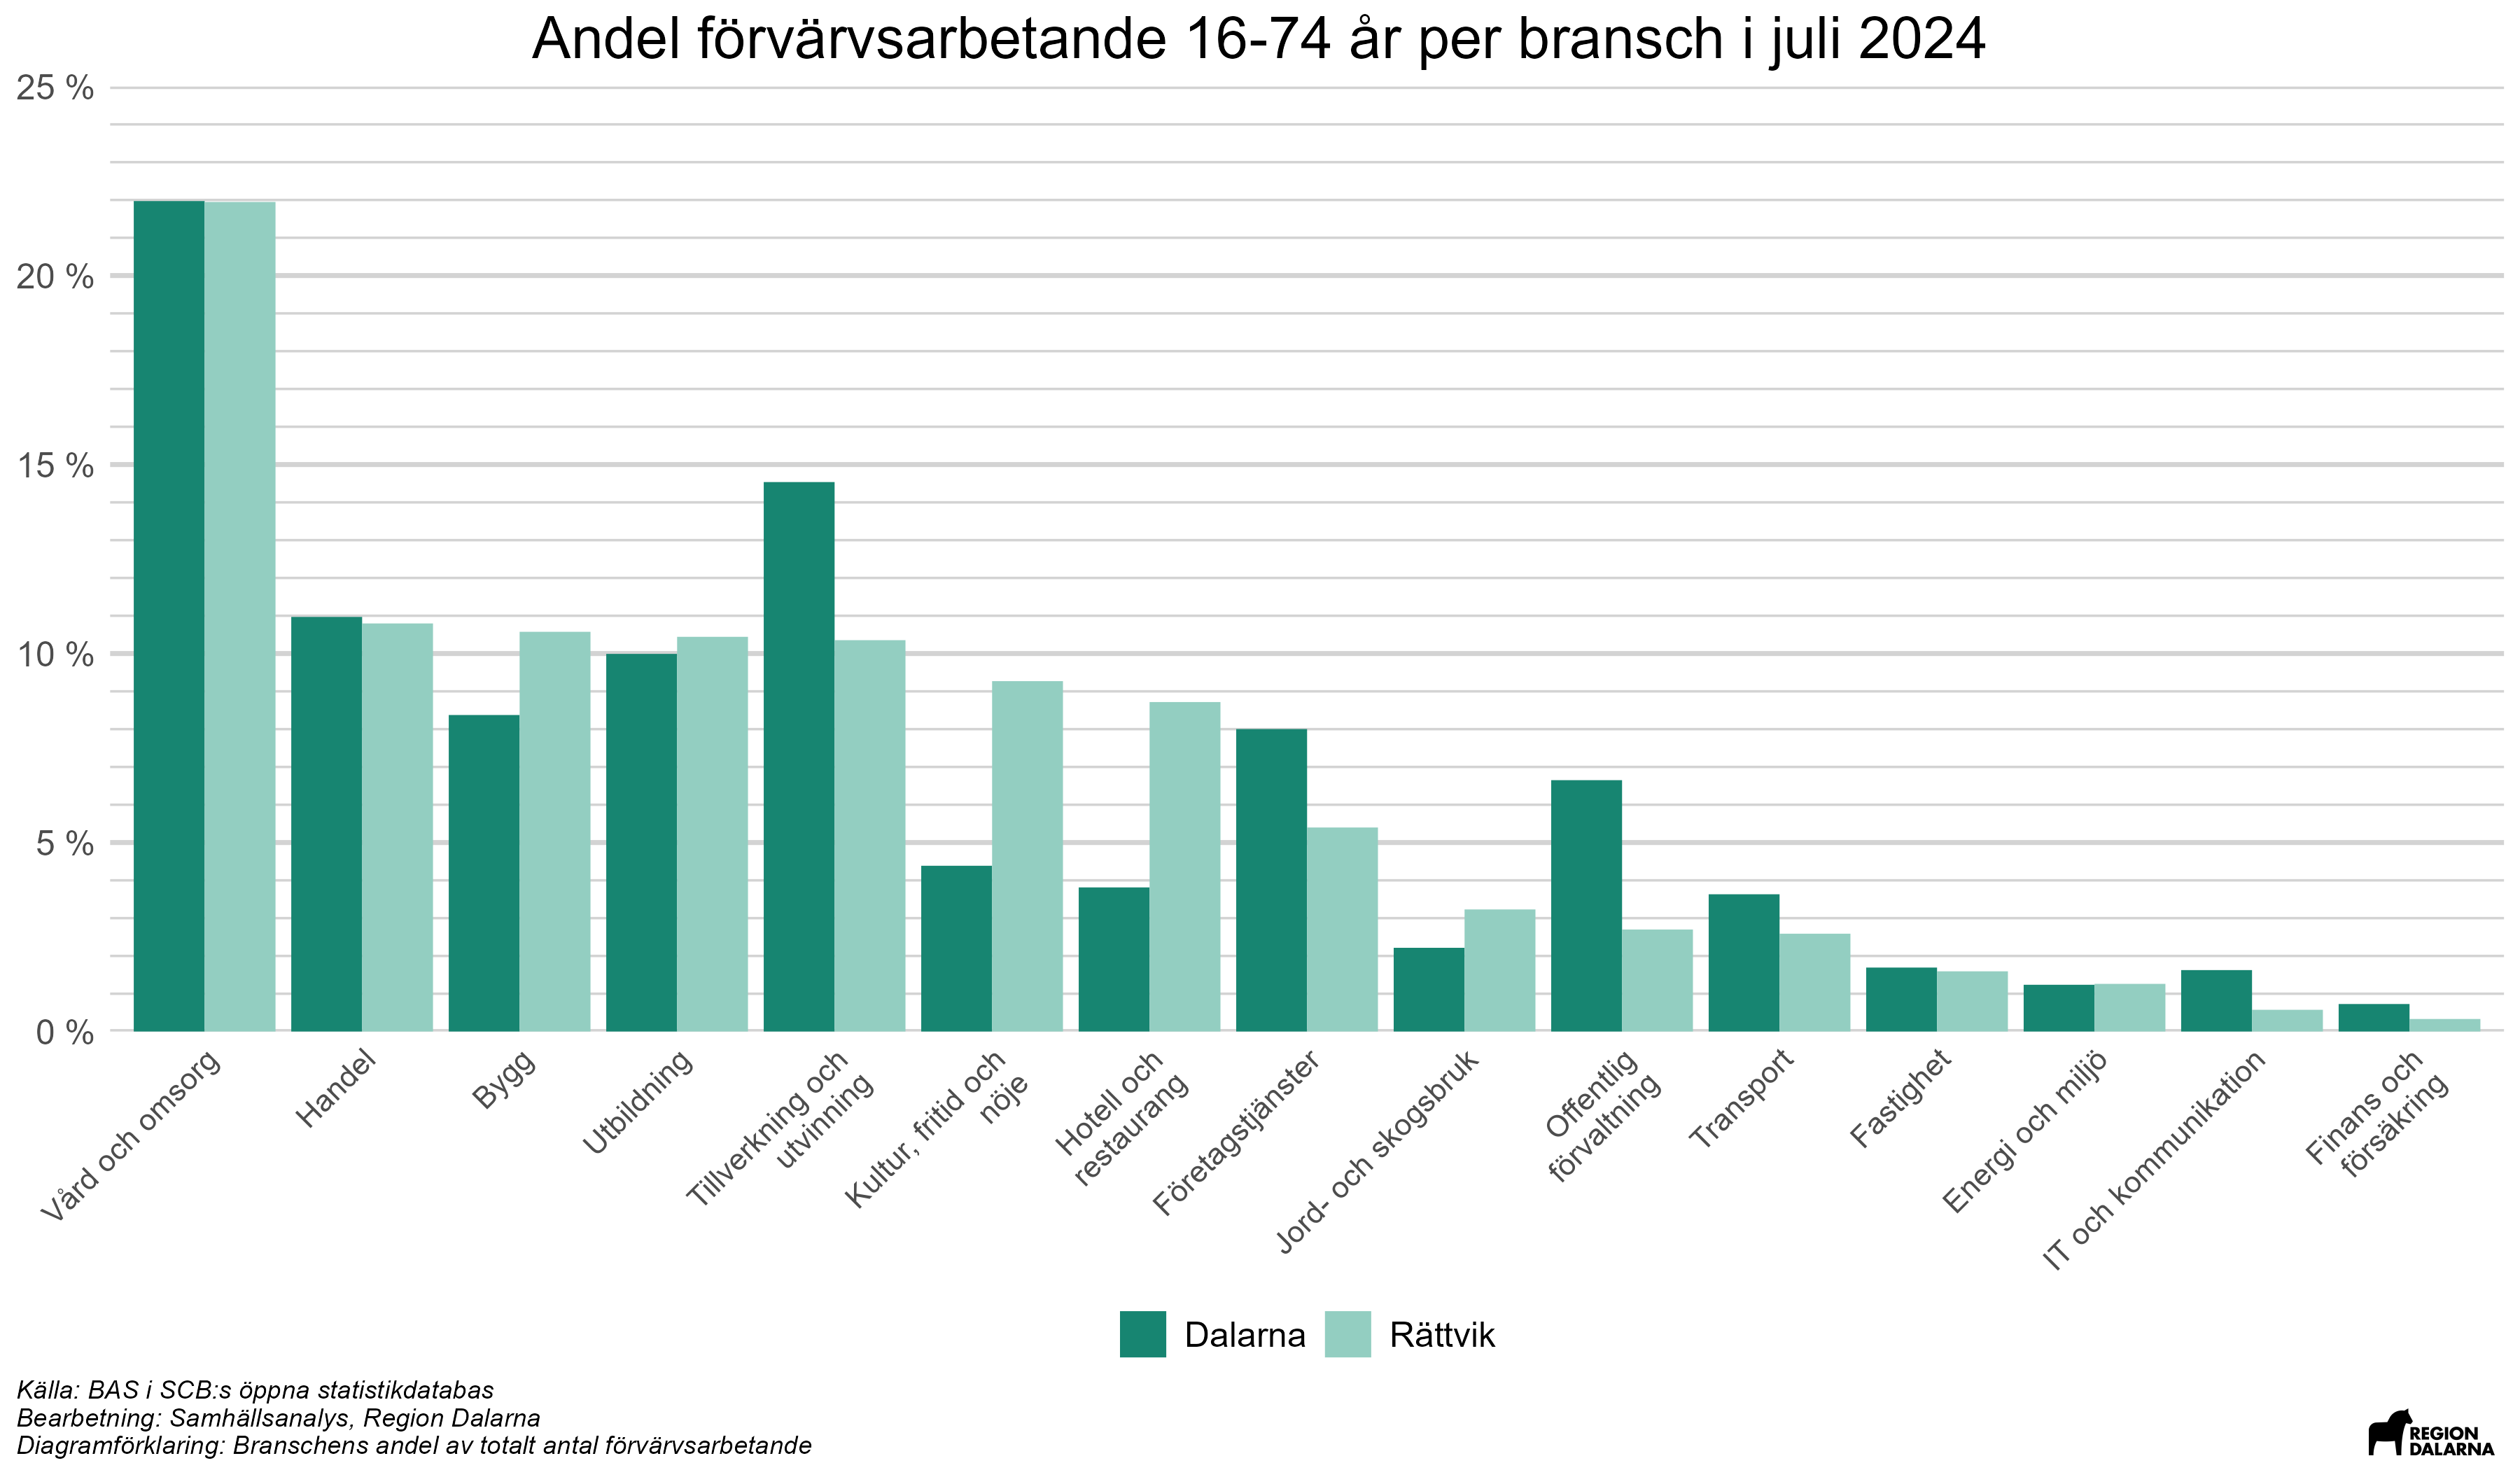 Andel förvärvsarbetande 16-74 år per bransch i juli 2024
25 %
20 %
15 %
10 %
5 %
0 %
Vård och omsorg
Handel
Bygg
Utbildning
Tillverkning och
utvinning
Kultur, fritid och
nöje
Hotell och
restaurang
Företagstjänster
Jord- och skogsbruk
Offentlig
förvaltning
Transport
Fastighet
Energi och miljö
IT och kommunikation
Finans och
försäkring
Dalarna
Rättvik
Källa: BAS i SCB:s öppna statistikdatabas
Bearbetning: Samhällsanalys, Region Dalarna
Diagramförklaring: Branschens andel av totalt antal förvärvsarbetande
REGION
DALARNA